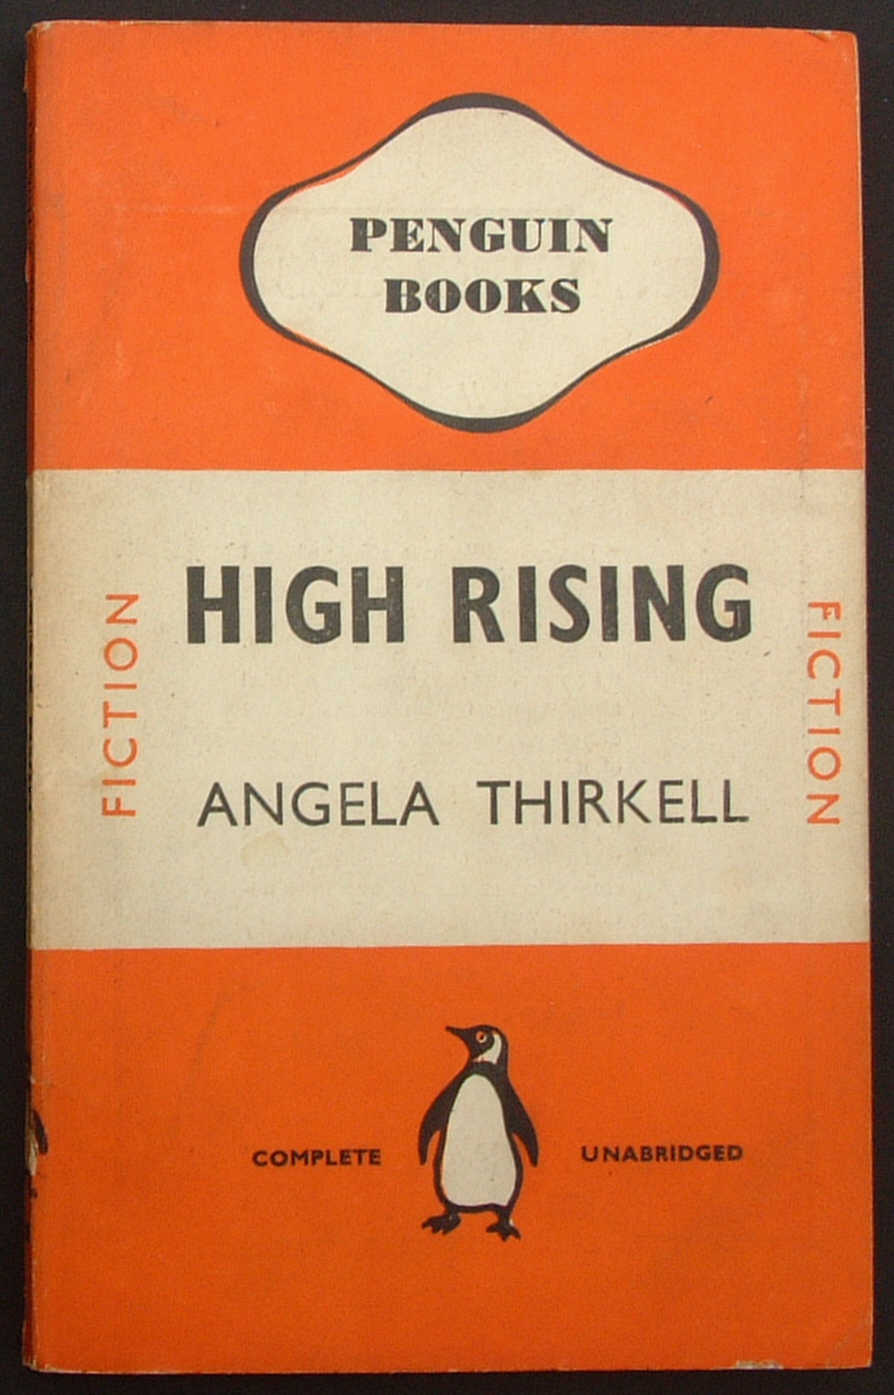 PENGUIN
BOOKS
FICTION
HIGH RISING
FICTION
ANGELA THIRKELL
COMPLETE
UNABRIDGED